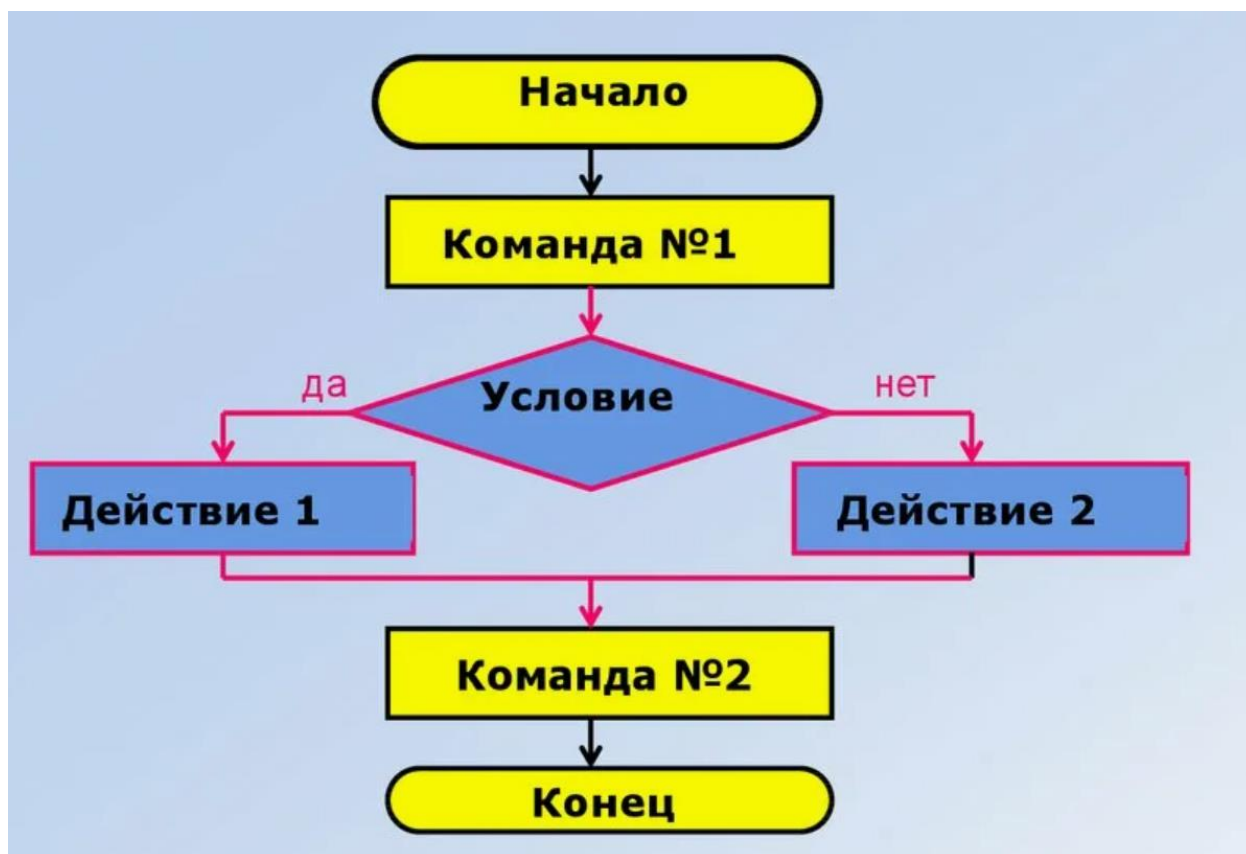 Начало
Команда №1
да
Условие
нет
Действие 1
Действие 2
Команда №2
Конец